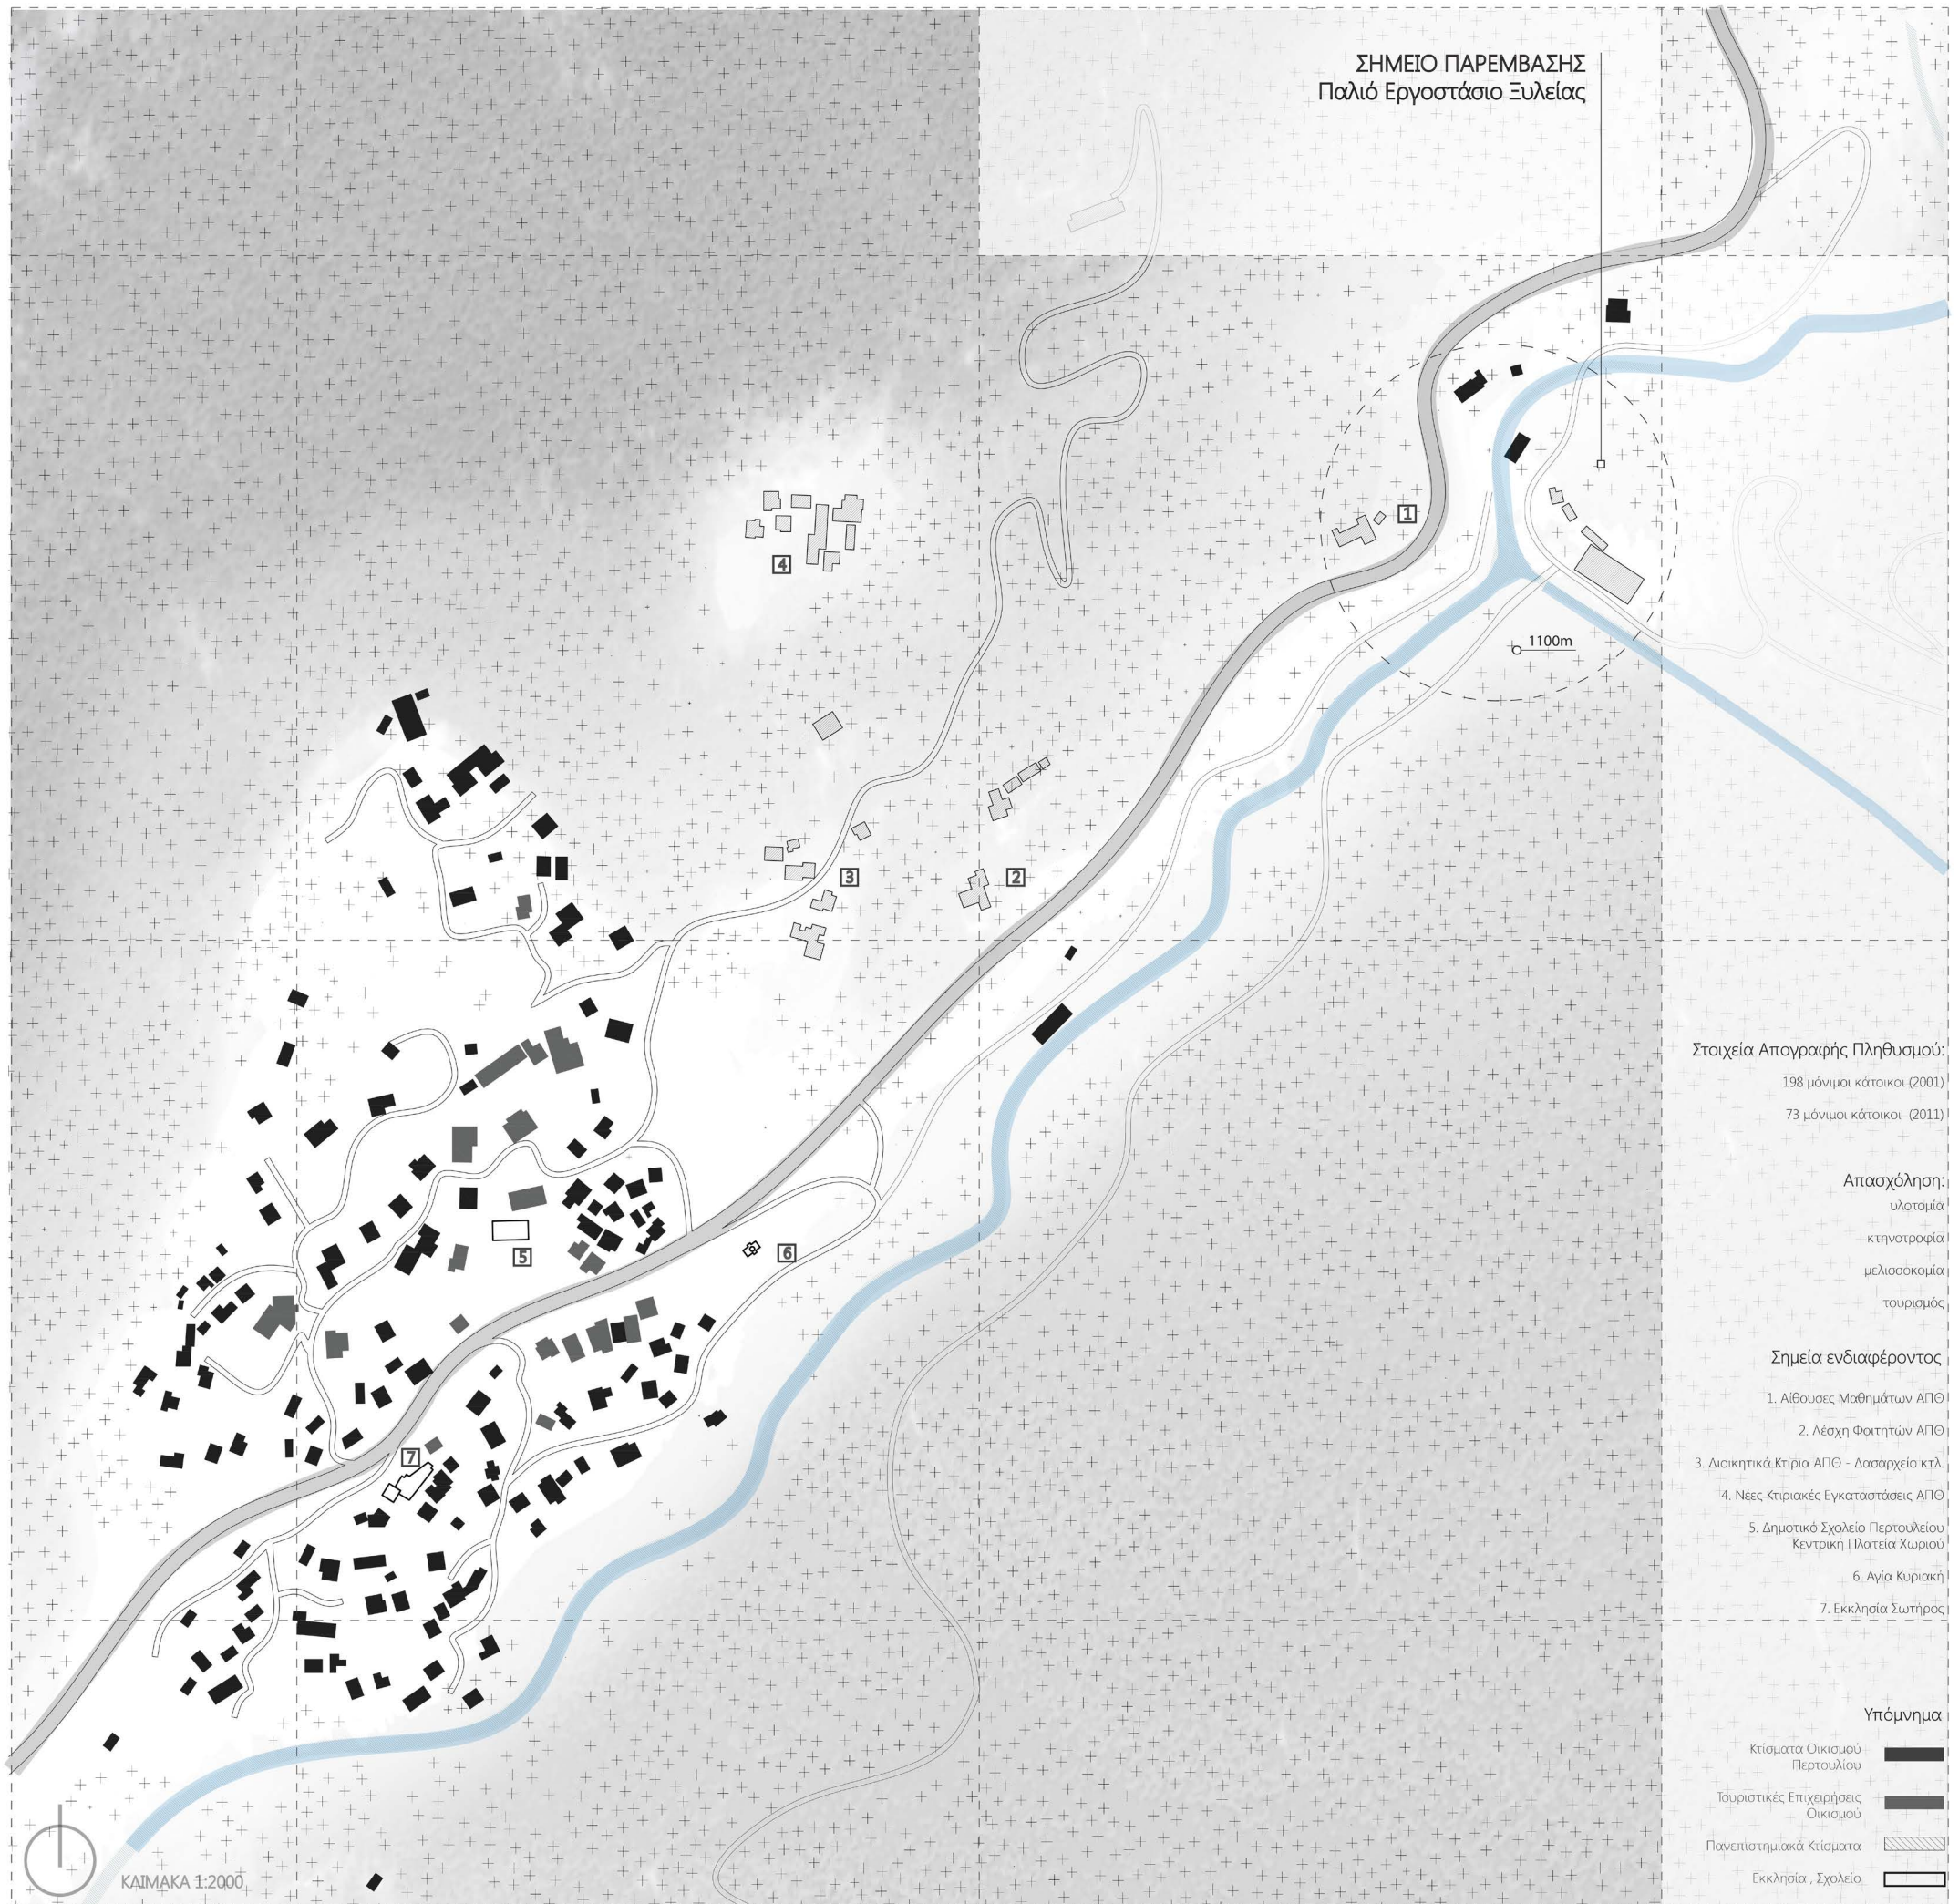 ΣΗΜΕΙΟ ΠΑΡΕΜΒΑΣΗΣ
Παλιό Εργοστάσιο Ξυλείας
1
4
1100m
3
2
5
6
7
Στοιχεία Απογραφής Πληθυσμού:
198 μόνιμοι κάτοικοι (2001)
73 μόνιμοι κάτοικοι (2011)
Απασχόληση:
υλοτομία
κτηνοτροφία
μελισσοκομία
τουρισμός
Σημεία ενδιαφέροντος
1. Αίθουσες Μαθημάτων ΑΠΘ
2. Λέσχη Φοιτητών ΑΠΘ
3. Διοικητικά Κτίρια ΑΠΘ - Δασαρχείο κτλ.
4. Νέες Κτιριακές Εγκαταστάσεις ΑΠΘ
5. Δημοτικό Σχολείο Περτουλείου
Κεντρική Πλατεία Χωριού
6. Αγία Κυριακή
7. Εκκλησία Σωτήρος
Υπόμνημα
Κτίσματα Οικισμού
Περτουλίου
Τουριστικές Επιχειρήσεις
Οικισμού
Πανεπιστημιακά Κτίσματα
Εκκλησία , Σχολείο
ΚΛΙΜΑΚΑ 1:2000